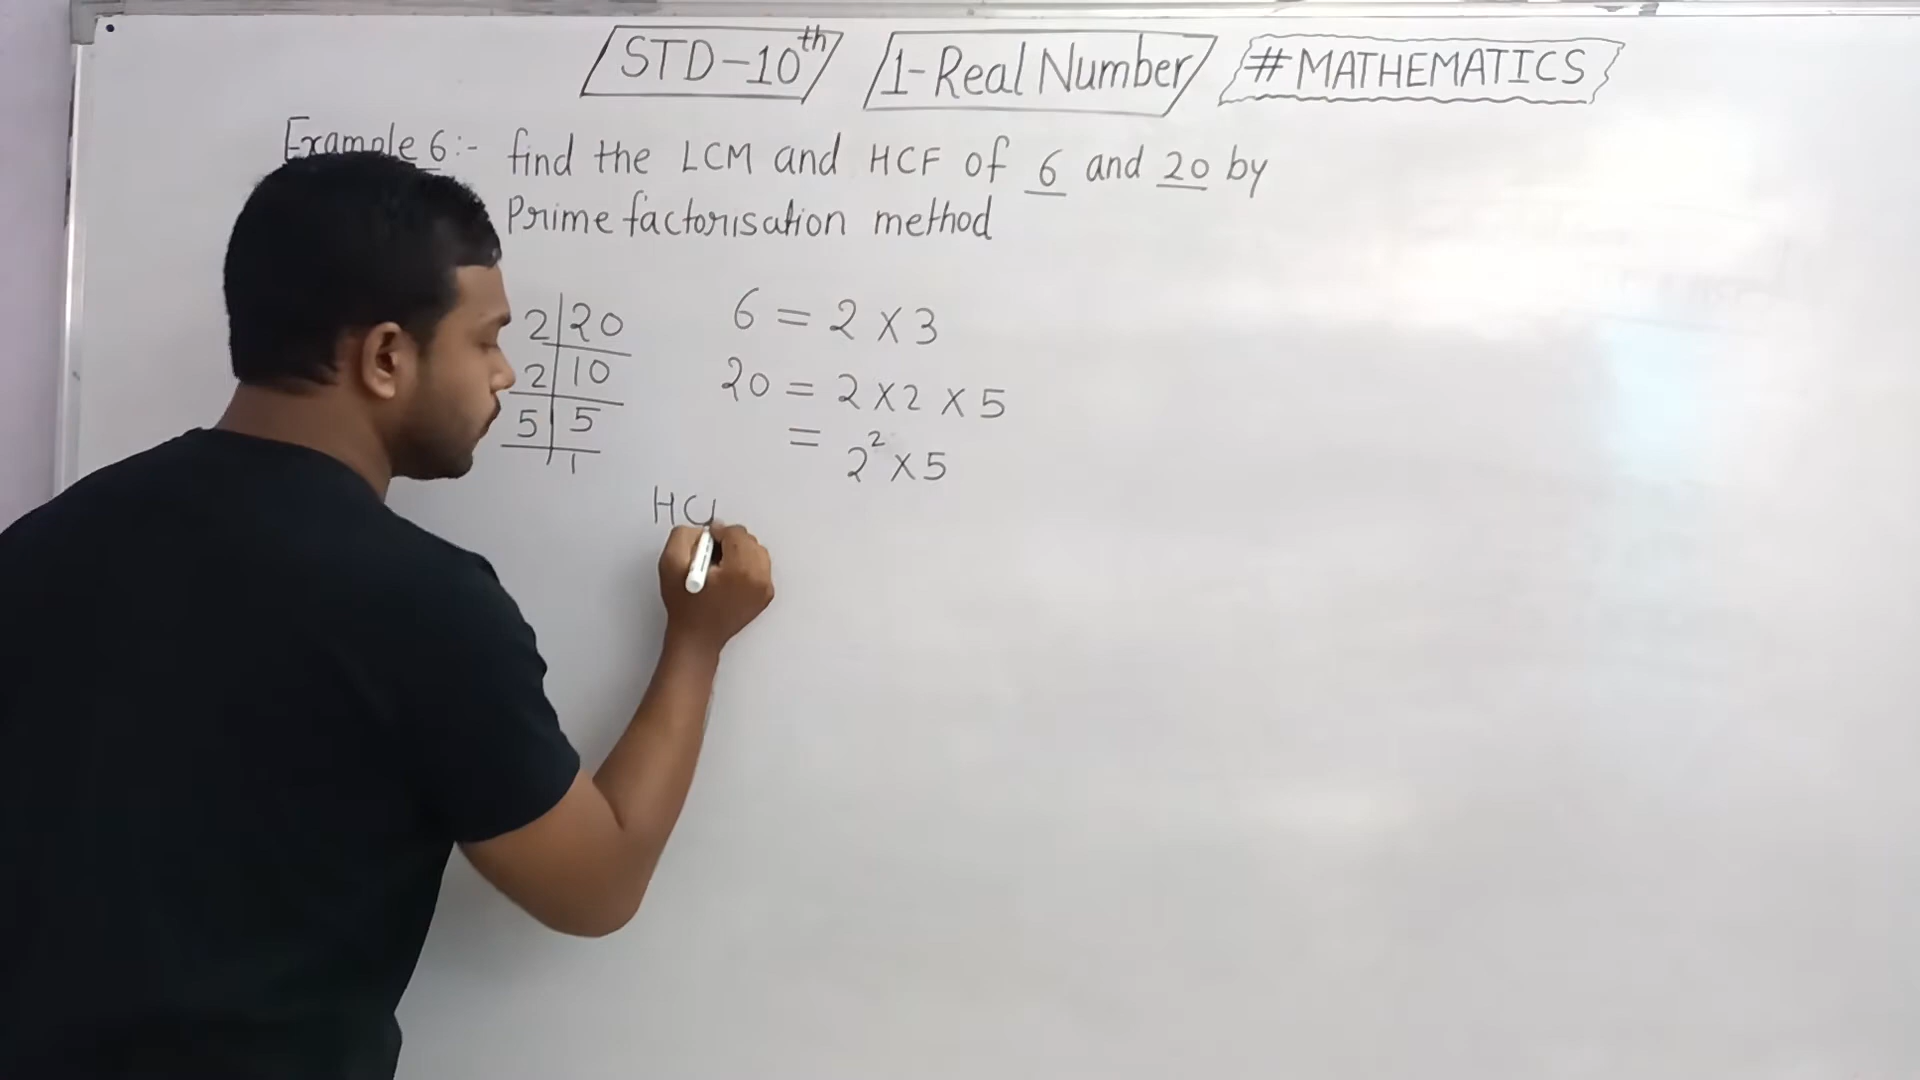 STD-10th 1-Real Number #MATHEMATICS
Example 6:- find the LCM and HCF of 6 and 20 by
Prime factorisation method
2 20
2 10
5 5
1
6 = 2 X 3
20 = 2 X 2 X 5
= 2² X 5
HC